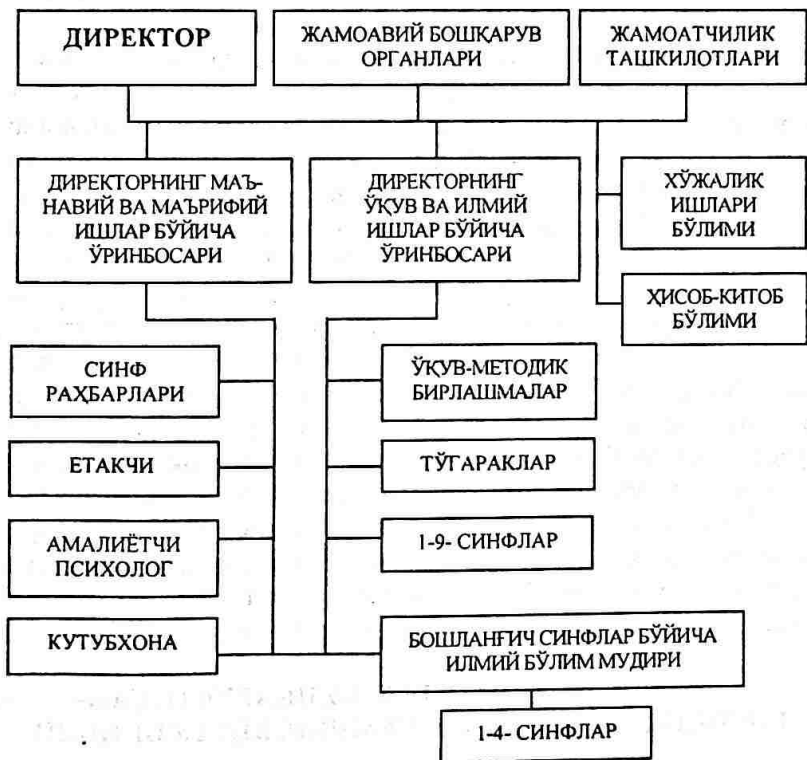 ДИРЕКТОР
ЖАМОАВИЙ БОШҚАРУВ
ОРГАНЛАРИ
ЖАМОАТЧИЛИК
ТАШКИЛОТЛАРИ
ДИРЕКТОРНИНГ МАЪ-
НАВИЙ ВА МАЪРИФИЙ
ИШЛАР БЎЙИЧА
ЎРИНБОСАРИ
ДИРЕКТОРНИНГ
ЎҚУВ ВА ИЛМИЙ
ИШЛАР БЎЙИЧА
ЎРИНБОСАРИ
ХЎЖАЛИК
ИШЛАРИ
БЎЛИМИ
ҲИСОБ-КИТОБ
БЎЛИМИ
СИНФ
РАҲБАРЛАРИ
ЎҚУВ-МЕТОДИК
БИРЛАШМАЛАР
ЕТАКЧИ
ТЎГАРАКЛАР
АМАЛИЁТЧИ
ПСИХОЛОГ
1-9- СИНФЛАР
КУТУБХОНА
БОШЛАНҒИЧ СИНФЛАР БЎЙИЧА
ИЛМИЙ БЎЛИМ МУДИРИ
1-4- СИНФЛАР